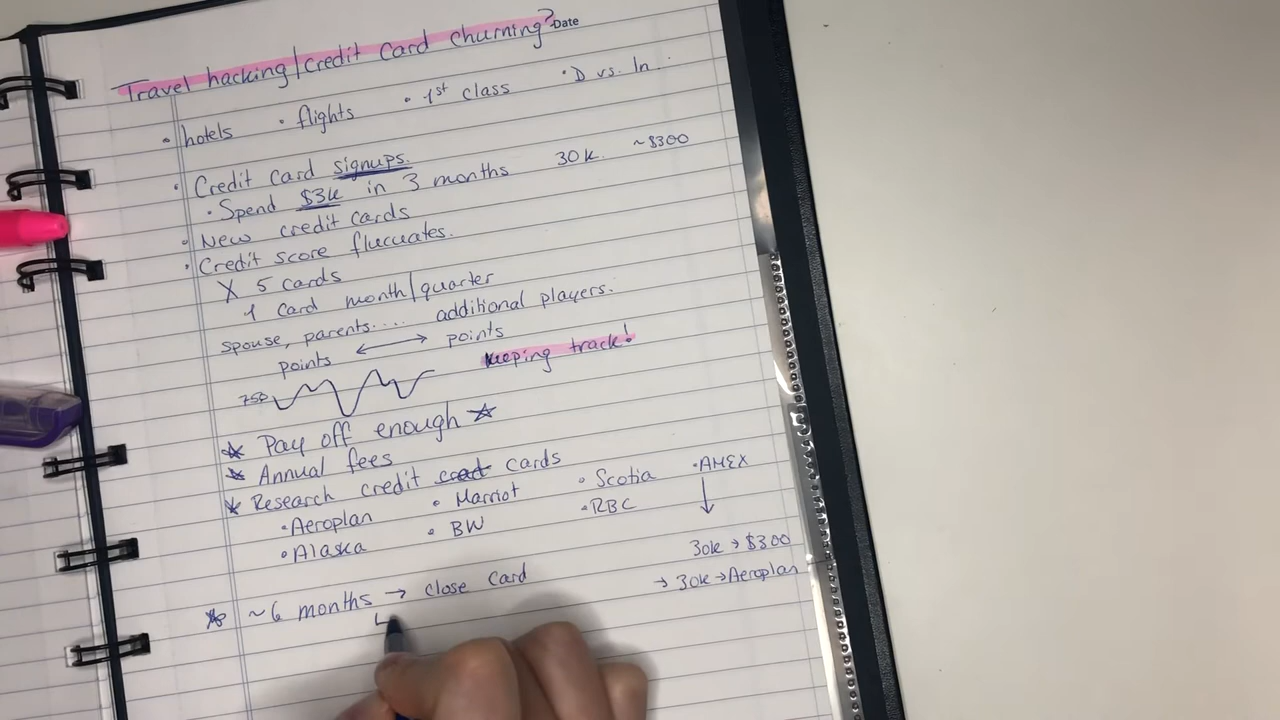 Travel hacking/Credit Card churning?
Date
• hotels • flights • 1st class • D vs. In
• Credit Card signups.
• Spend $3k in 3 months 30k ~$300
• New credit cards
• Credit score flucuates.
X 5 cards
1 card month/quarter
spouse, parents.... additional players.
points ↔ points keeping track!
750
* Pay off enough *
* Annual fees
* Research credit cards
• Aeroplan • Marriot • Scotia • AMEX
• Alaska • BW • RBC
30k → $300
* ~6 months → close card → 30k → Aeroplan